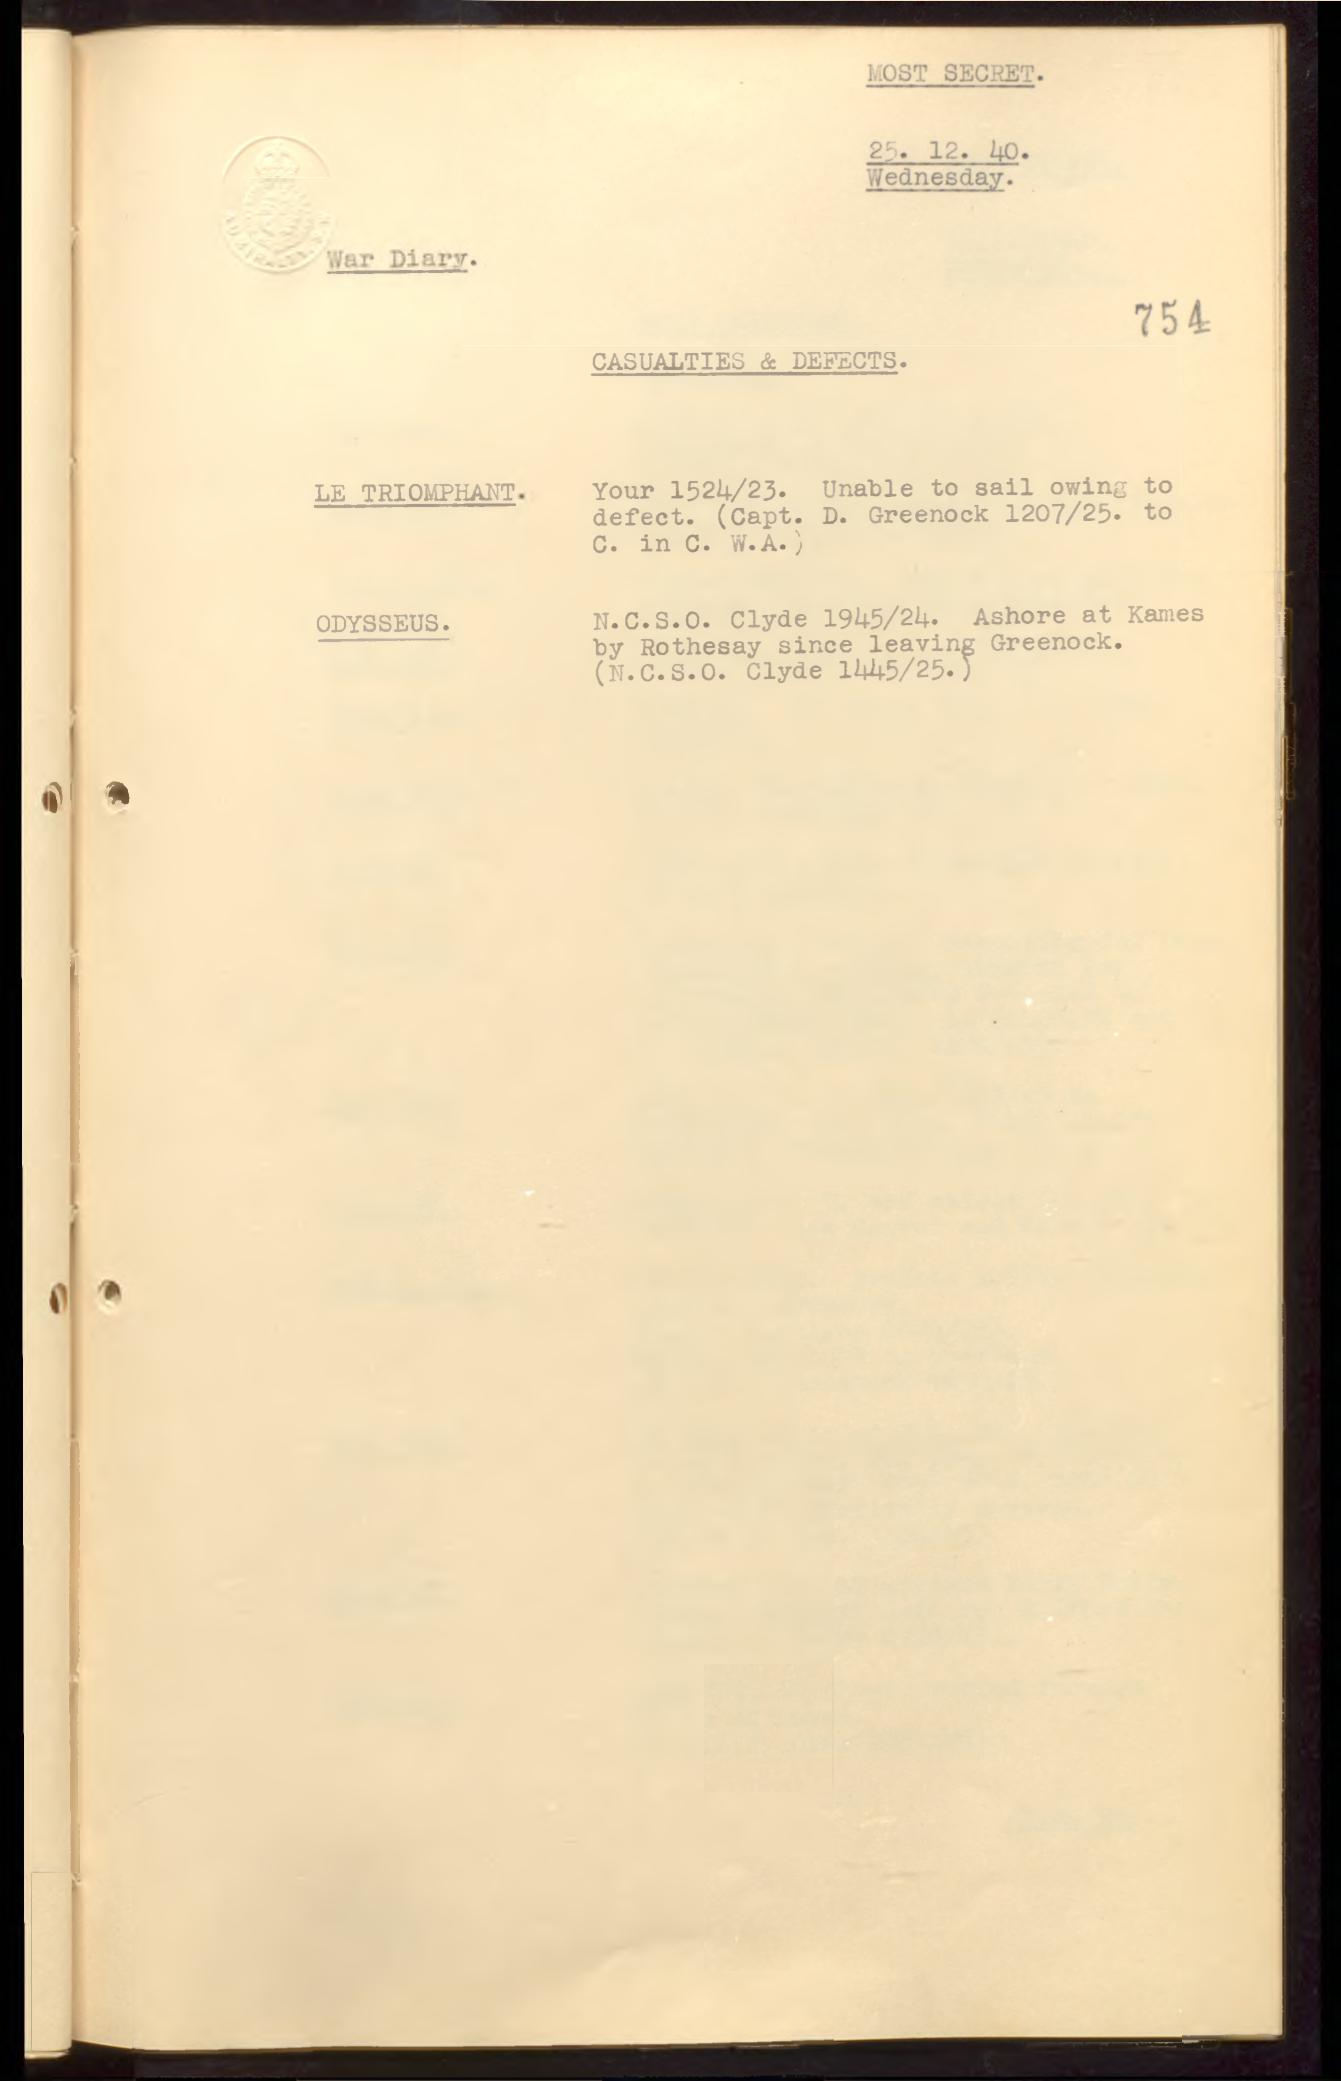 MOST SECRET.
25. 12. 40.
Wednesday.
War Diary.
754
CASUALTIES & DEFECTS.
LE TRIOMPHANT. Your 1524/23. Unable to sail owing to
defect. (Capt. D. Greenock 1207/25. to
C. in C. W.A.)
ODYSSEUS. N.C.S.O. Clyde 1945/24. Ashore at Kames
by Rothesay since leaving Greenock.
(N.C.S.O. Clyde 1445/25.)